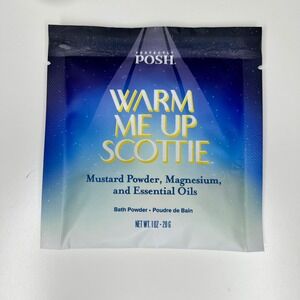 PERFECTLY
POSH.
WARM
ME UP
SCOTTIE
Mustard Powder, Magnesium,
and Essential Oils
Bath Powder • Poudre de Bain
NET WT. 1 OZ - 28 G